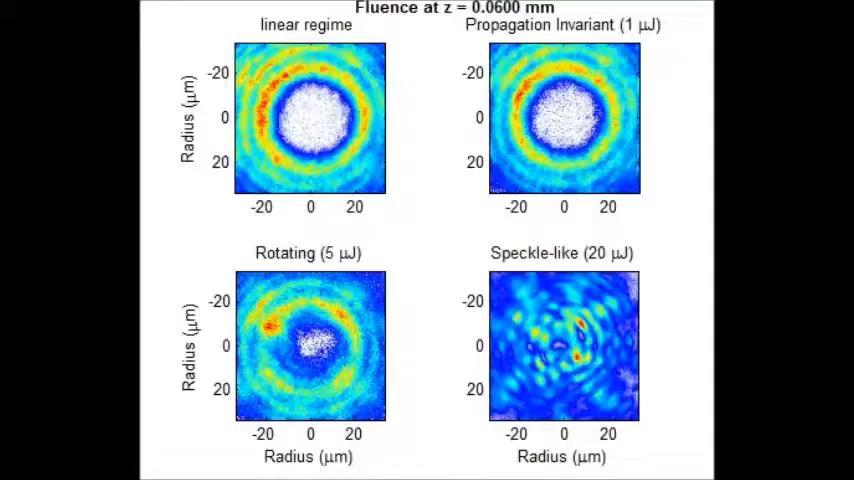 Fluence at z = 0.0600 mm
linear regime
Propagation Invariant (1 μJ)
Radius (μm)
-20
0
20
-20
0
20
-20
0
20
-20
0
20
Rotating (5 μJ)
Speckle-like (20 μJ)
Radius (μm)
-20
0
20
-20
0
20
-20
0
20
-20
0
20
Radius (μm)
Radius (μm)